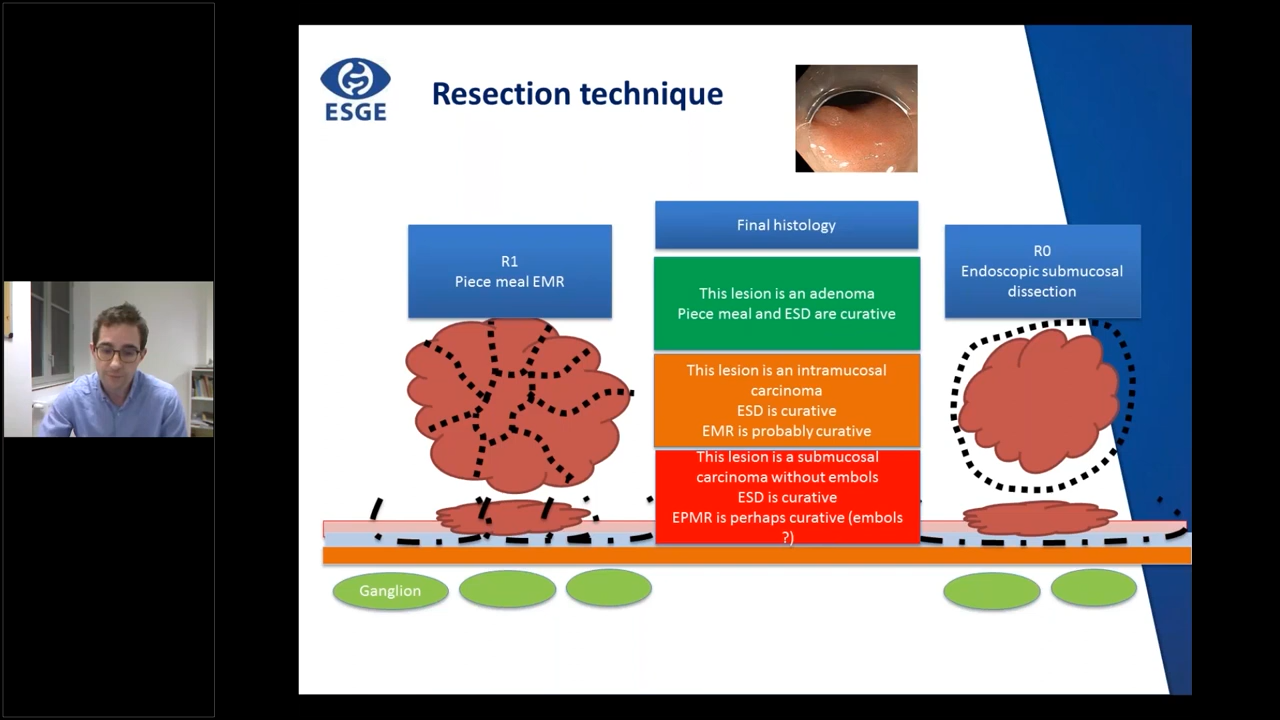 ESGE
Resection technique
R1
Piece meal EMR
Final histology
This lesion is an adenoma
Piece meal and ESD are curative
This lesion is an intramucosal
carcinoma
ESD is curative
EMR is probably curative
This lesion is a submucosal
carcinoma without embols
ESD is curative
EPMR is perhaps curative (embols
?)
R0
Endoscopic submucosal
dissection
Ganglion